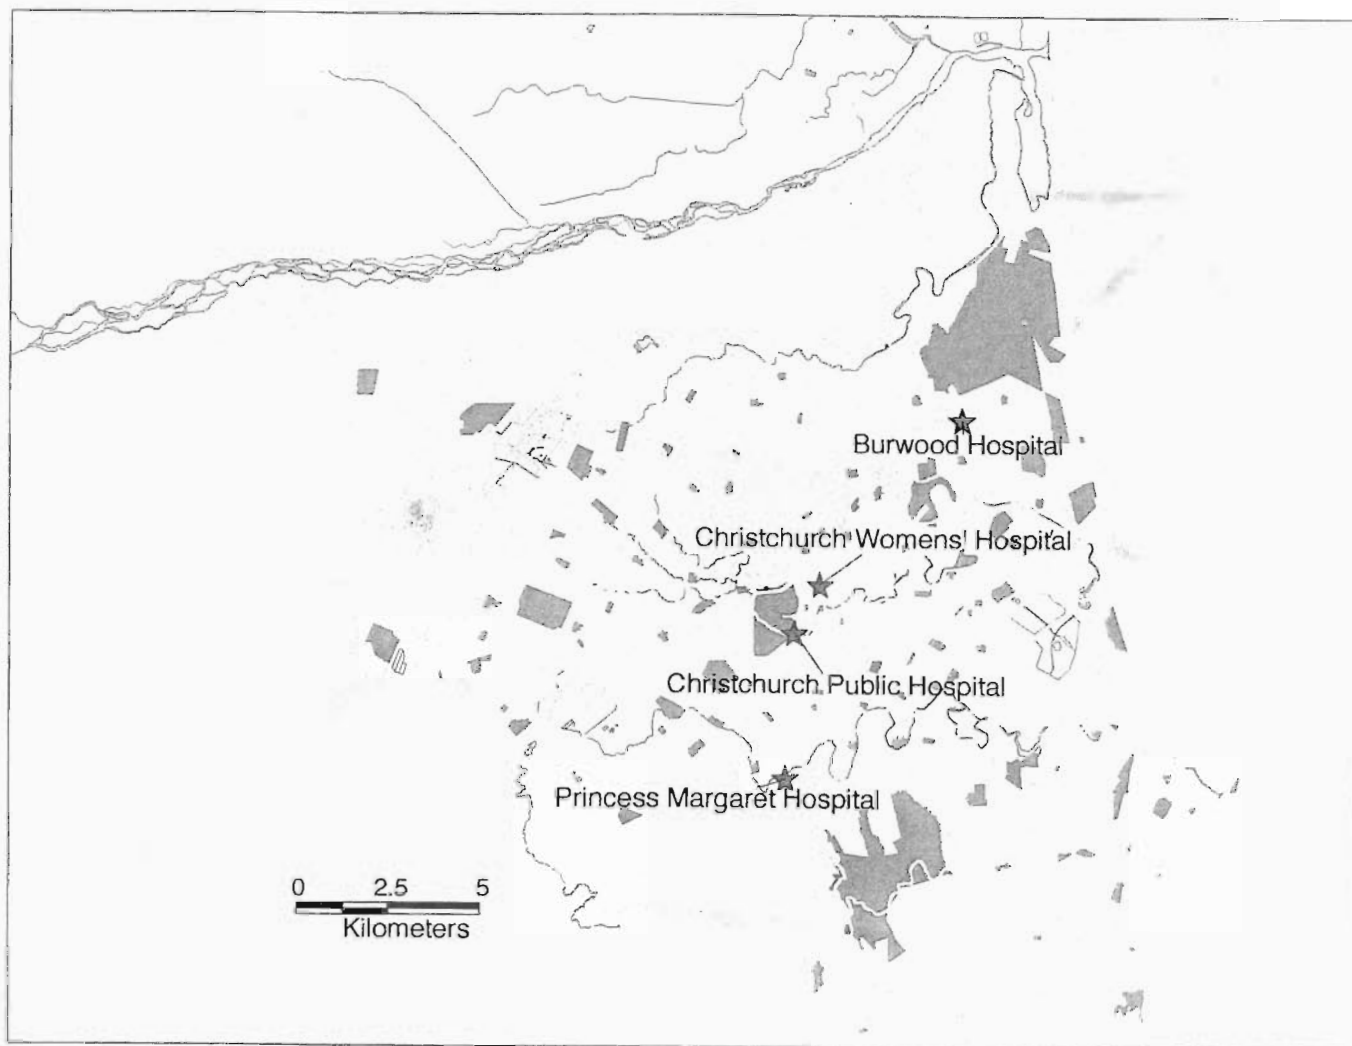 Burwood Hospital
Christchurch Womens' Hospital
Christchurch Public Hospital
Princess Margaret Hospital
0 2.5 5
Kilometers